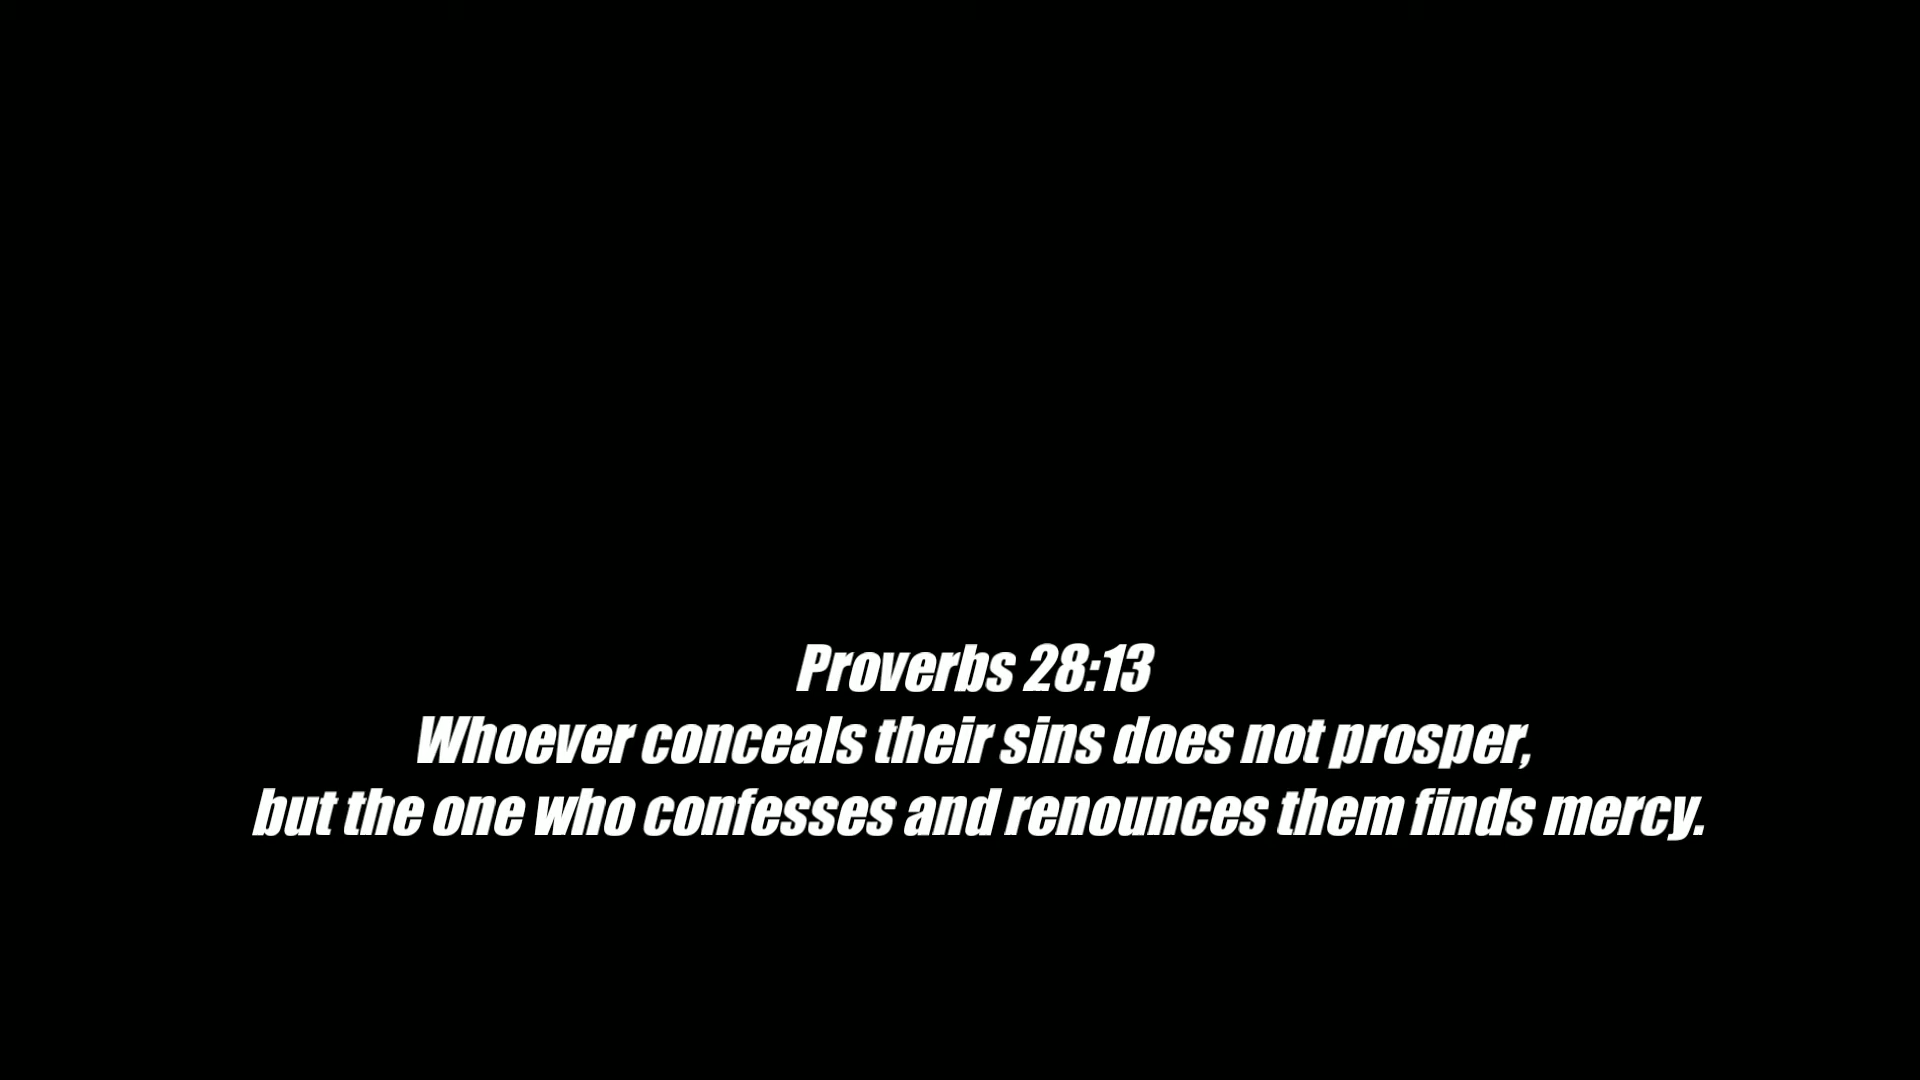 Proverbs 28:13
Whoever conceals their sins does not prosper,
but the one who confesses and renounces them finds mercy.